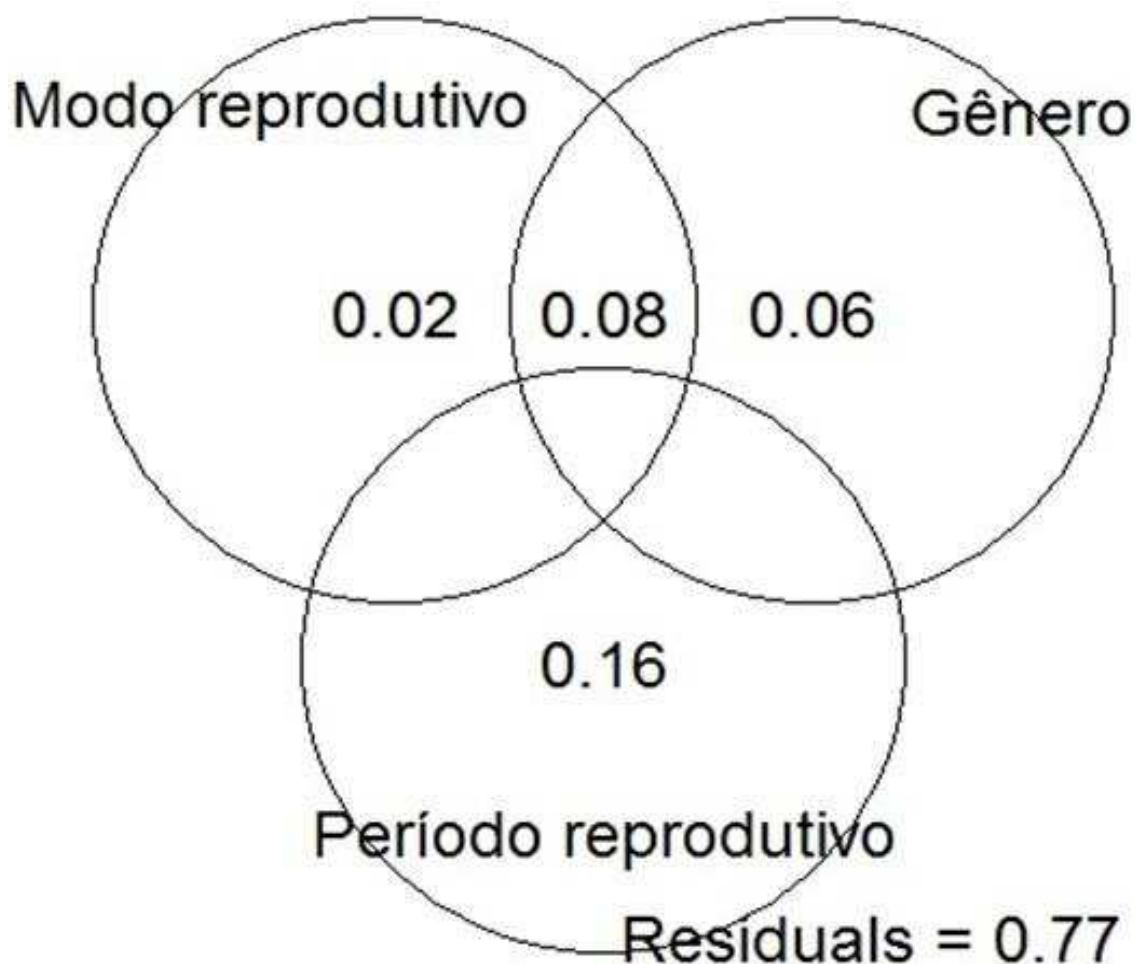 Modo reprodutivo
Gênero
0.02
0.08
0.06
0.16
Período reprodutivo
Residuals = 0.77